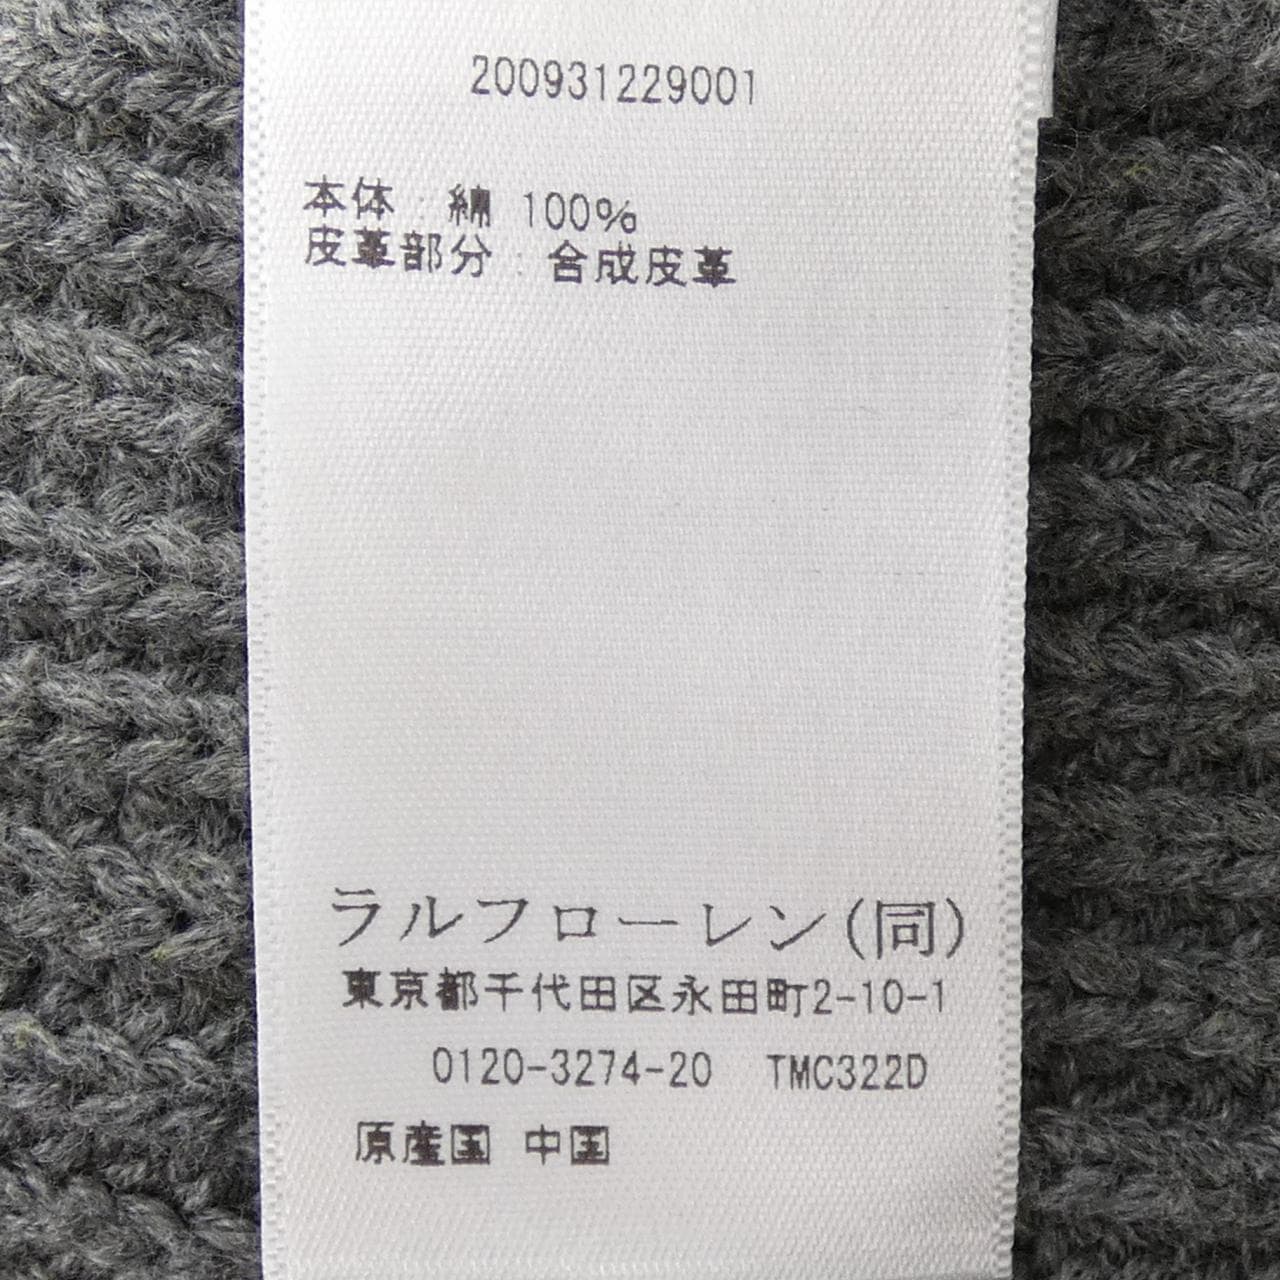 200931229001
本体 : 綿 100%
皮革部分 : 合成皮革
ラルフローレン(同)
東京都千代田区永田町2-10-1
0120-3274-20 TMC322D
原産国 中国